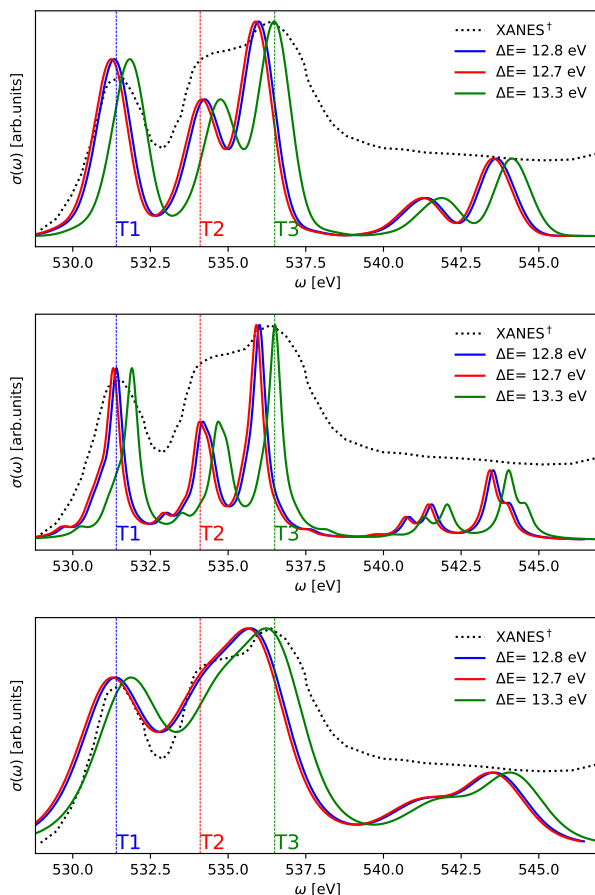 σ(ω) [arb.units]
XANES†
ΔE= 12.8 eV
ΔE= 12.7 eV
ΔE= 13.3 eV
T1 T2 T3
530.0 532.5 535.0 537.5 540.0 542.5 545.0
ω [eV]
σ(ω) [arb.units]
XANES†
ΔE= 12.8 eV
ΔE= 12.7 eV
ΔE= 13.3 eV
T1 T2 T3
530.0 532.5 535.0 537.5 540.0 542.5 545.0
ω [eV]
σ(ω) [arb.units]
XANES†
ΔE= 12.8 eV
ΔE= 12.7 eV
ΔE= 13.3 eV
T1 T2 T3
530.0 532.5 535.0 537.5 540.0 542.5 545.0
ω [eV]